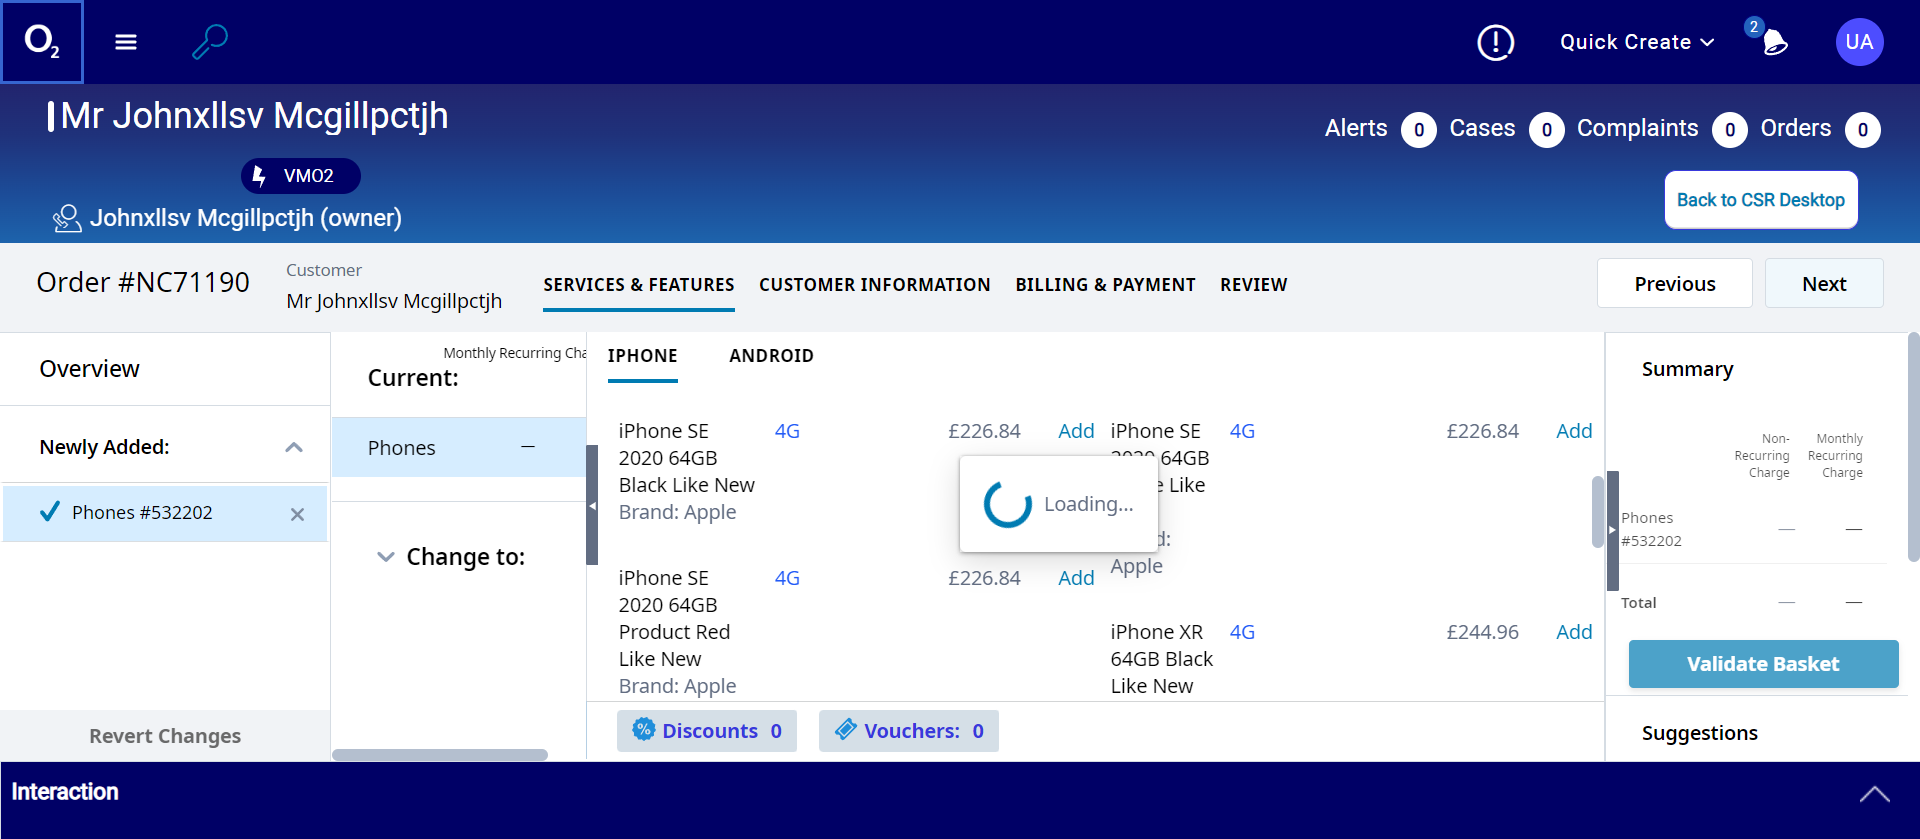 O2
Quick Create
2
UA
Mr Johnxllsv Mcgillpctjh
Alerts 0 Cases 0 Complaints 0 Orders 0
VMO2
Johnxllsv Mcgillpctjh (owner)
Back to CSR Desktop
Order #NC71190
Customer
Mr Johnxllsv Mcgillpctjh
SERVICES & FEATURES
CUSTOMER INFORMATION
BILLING & PAYMENT
REVIEW
Previous
Next
Overview
Newly Added:
Phones #532202
Revert Changes
Monthly Recurring Cha
Current:
Phones —
Change to:
IPHONE
ANDROID
iPhone SE 4G £226.84 Add
2020 64GB
Black Like New
Brand: Apple
iPhone SE 4G £226.84 Add
2020 64GB
e Like
d:
Apple
Loading...
iPhone SE 4G £226.84 Add
2020 64GB
Product Red
Like New
Brand: Apple
iPhone XR 4G £244.96 Add
64GB Black
Like New
% Discounts 0
Vouchers: 0
Summary
Non-
Recurring
Charge
Monthly
Recurring
Charge
Phones
#532202
— —
Total — —
Validate Basket
Suggestions
Interaction